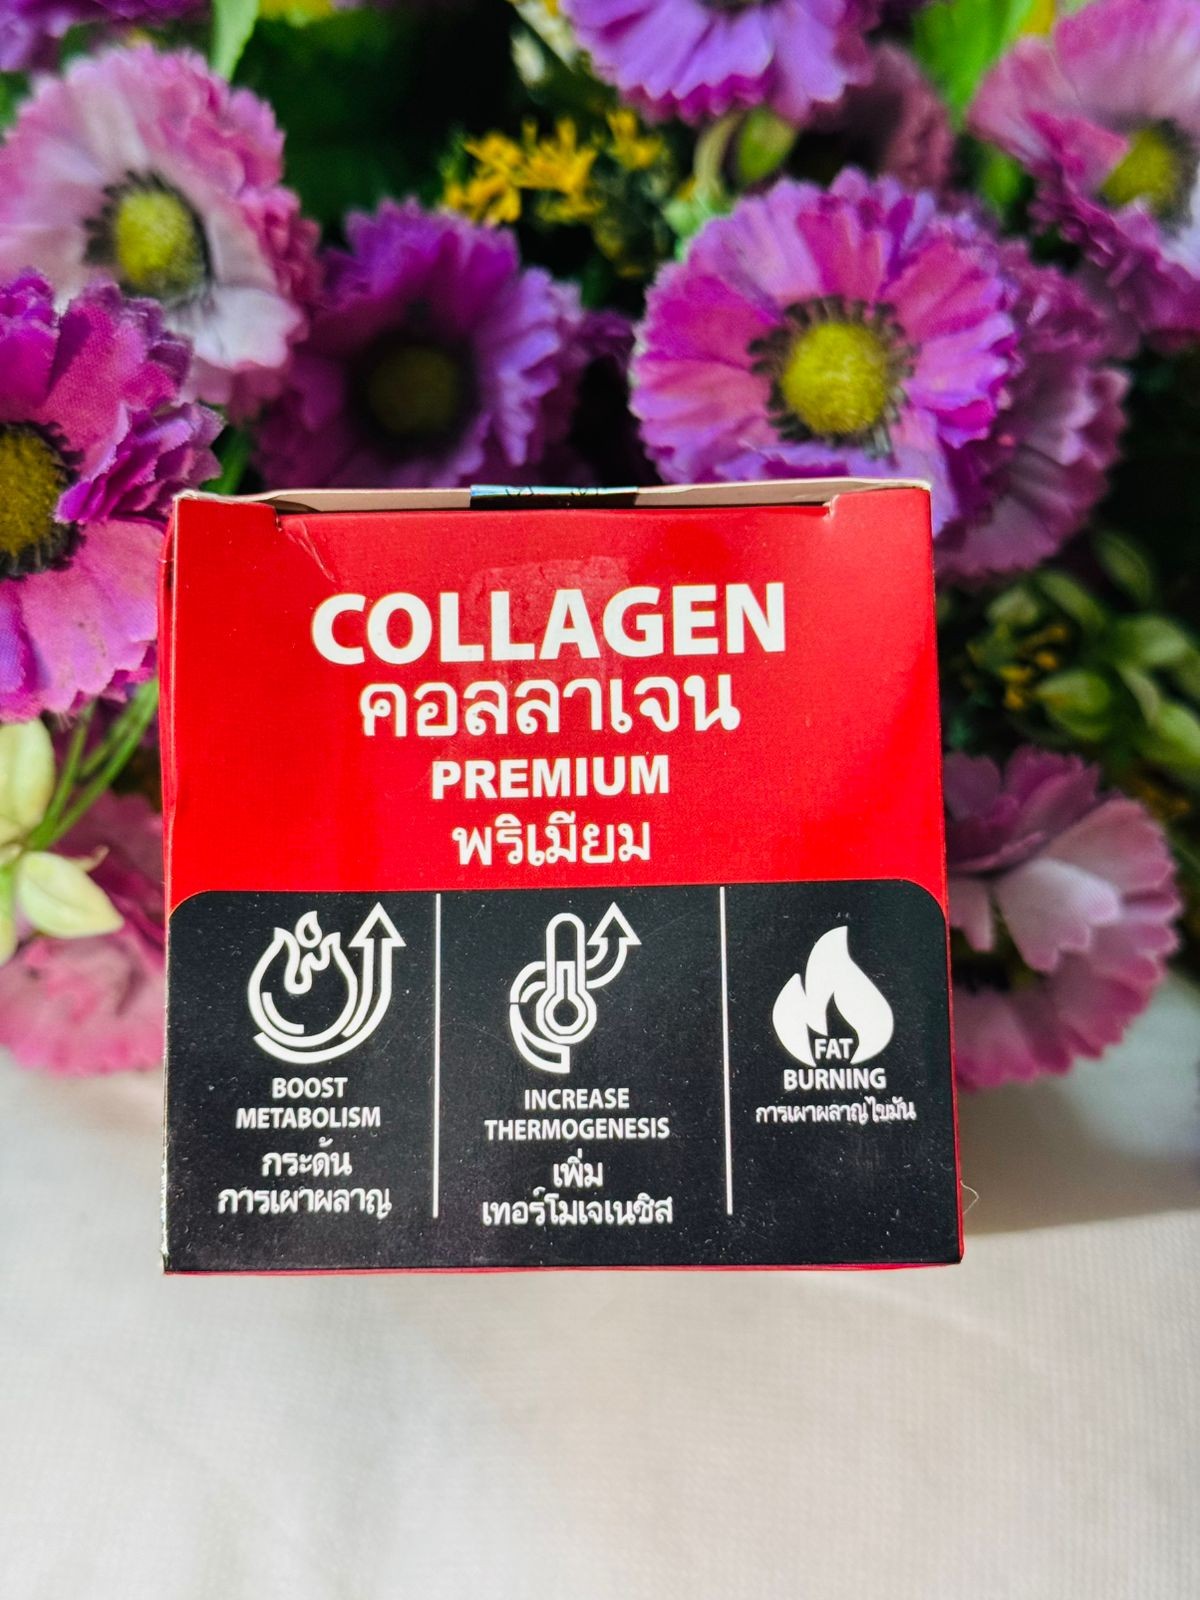 COLLAGEN
คอลลาเจน
PREMIUM
พรีเมียม
BOOST
METABOLISM
กระตุ้น
การเผาผลาญ
INCREASE
THERMOGENESIS
เพิ่ม
เทอร์โมเจเนซิส
FAT
BURNING
การเผาผลาญไขมัน